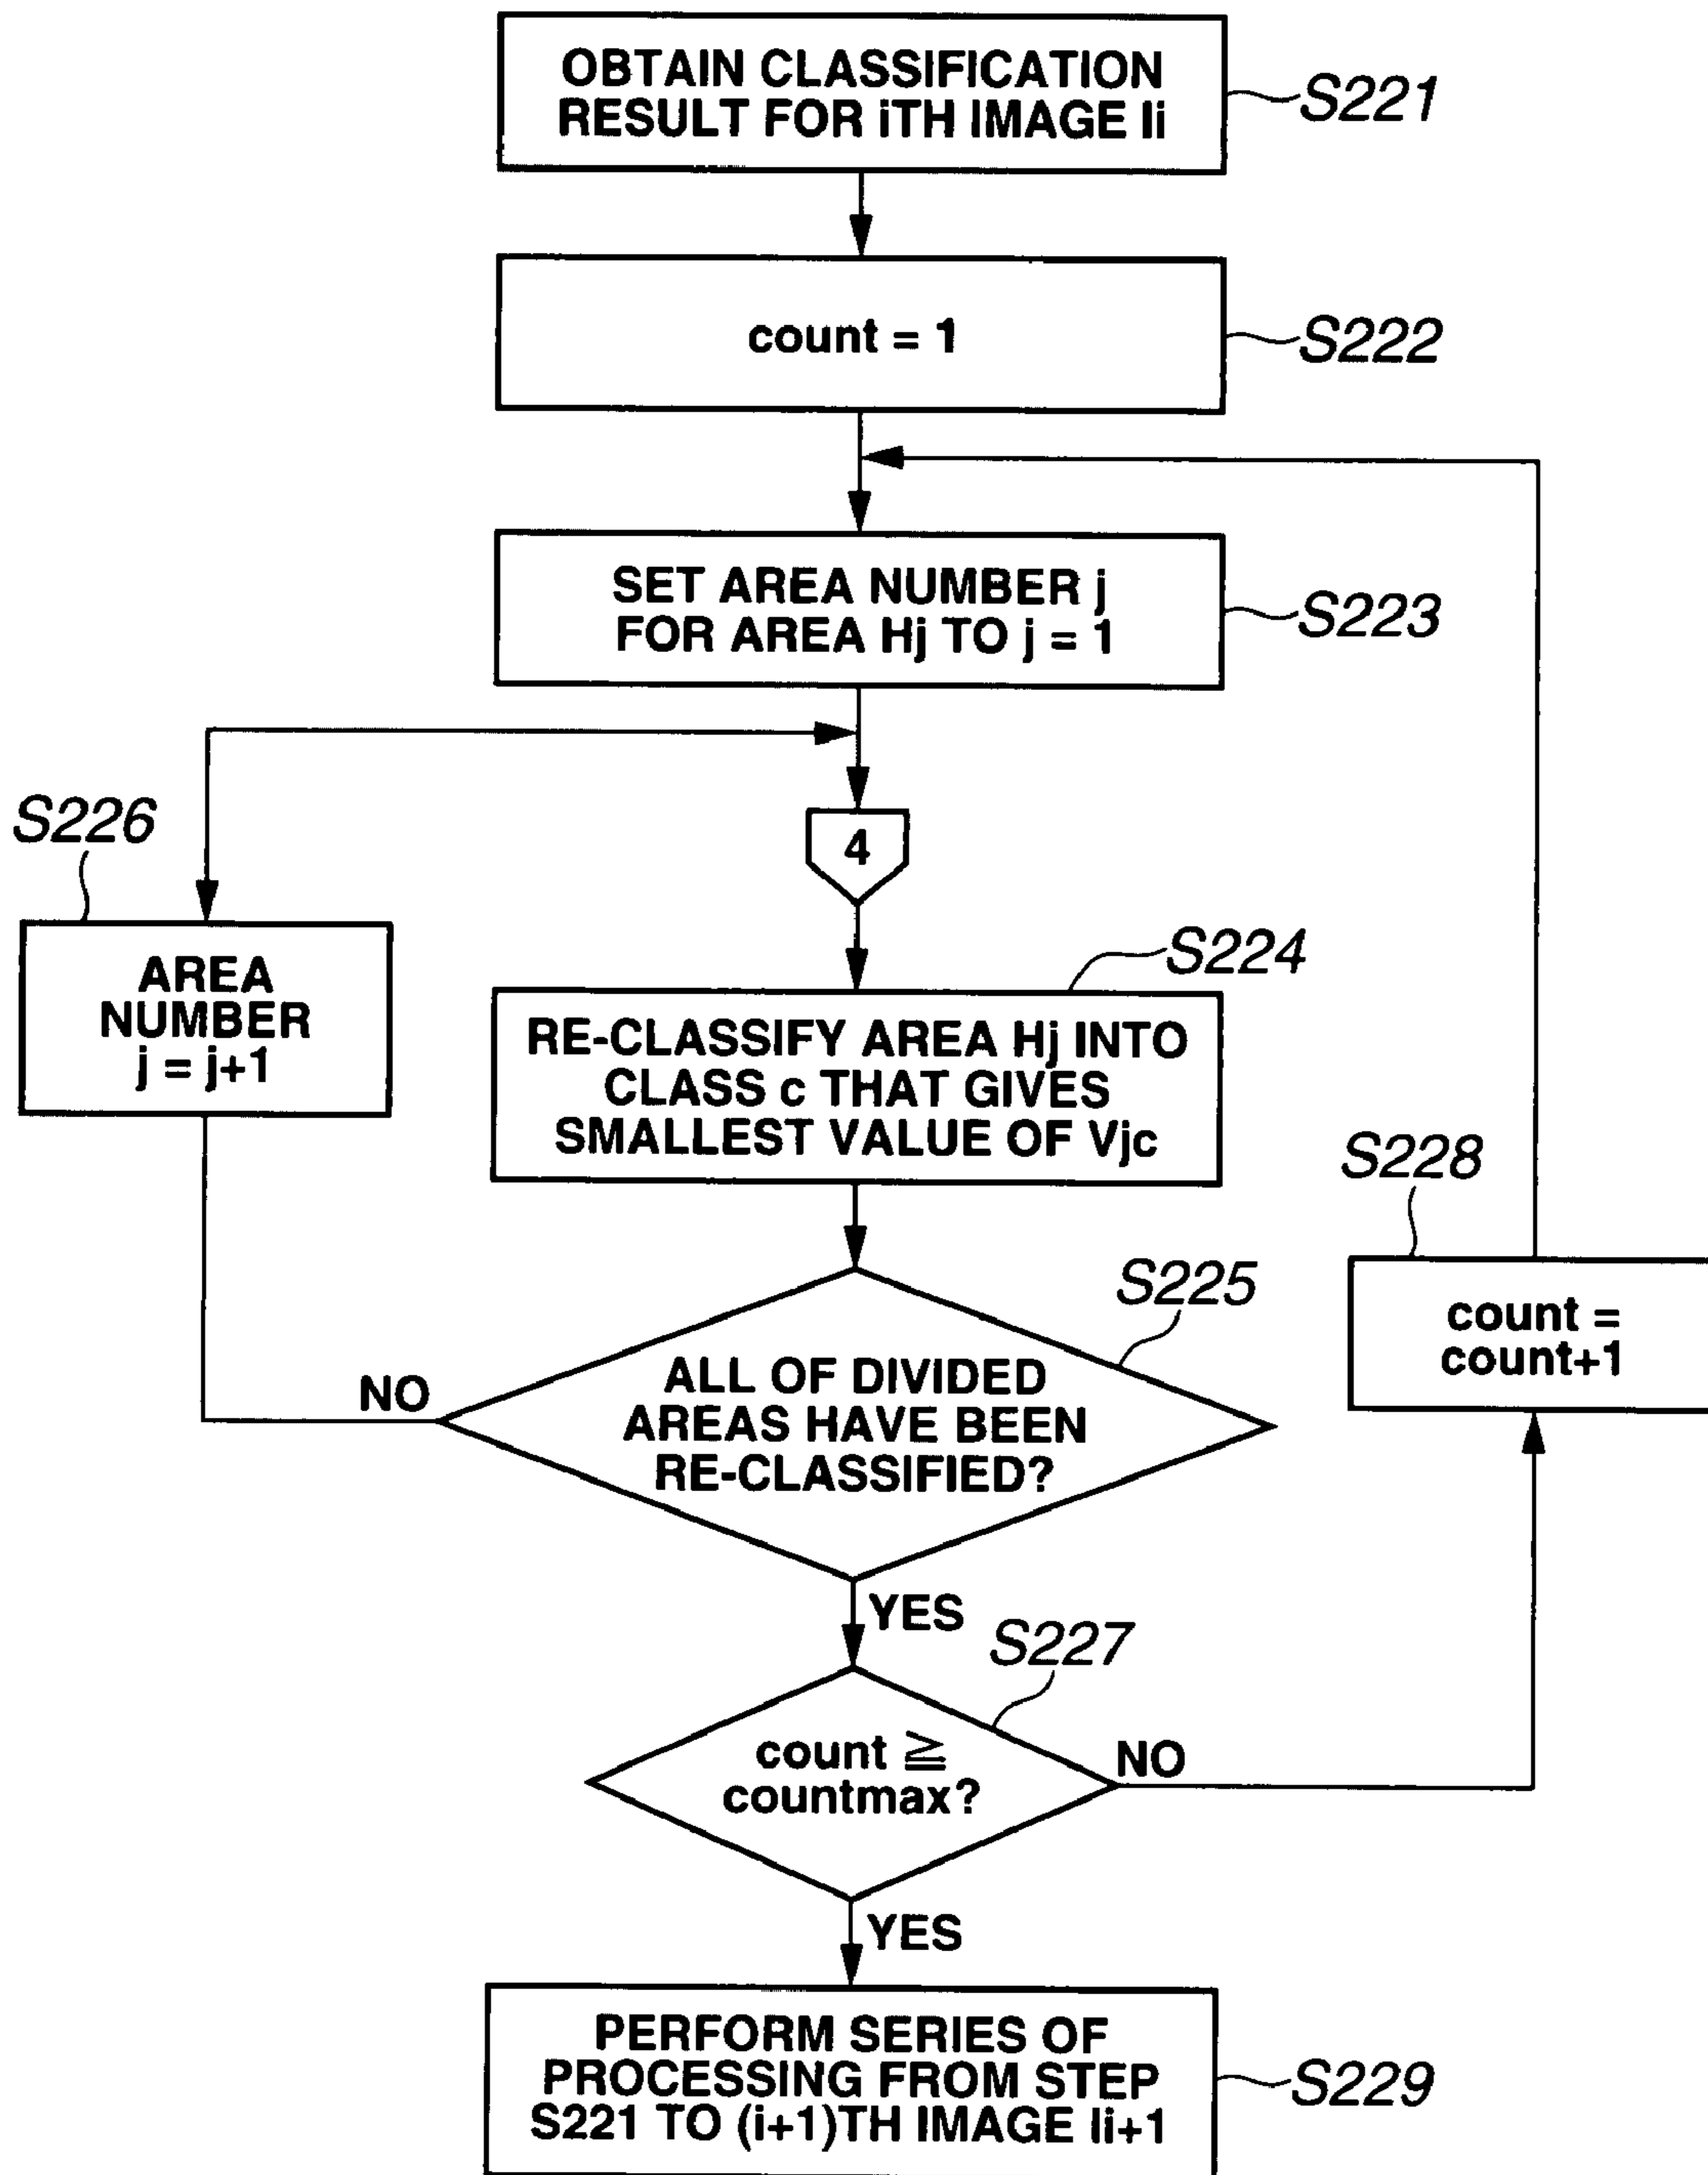 OBTAIN CLASSIFICATION
RESULT FOR iTH IMAGE Ii
S221
count = 1
S222
SET AREA NUMBER j
FOR AREA Hj TO j = 1
S223
4
S226
AREA
NUMBER
j = j+1
S224
RE-CLASSIFY AREA Hj INTO
CLASS c THAT GIVES
SMALLEST VALUE OF Vjc
S228
count =
count+1
S225
ALL OF DIVIDED
AREAS HAVE BEEN
RE-CLASSIFIED?
NO
YES
S227
count ≧
countmax?
NO
YES
PERFORM SERIES OF
PROCESSING FROM STEP
S221 TO (i+1)TH IMAGE Ii+1
S229